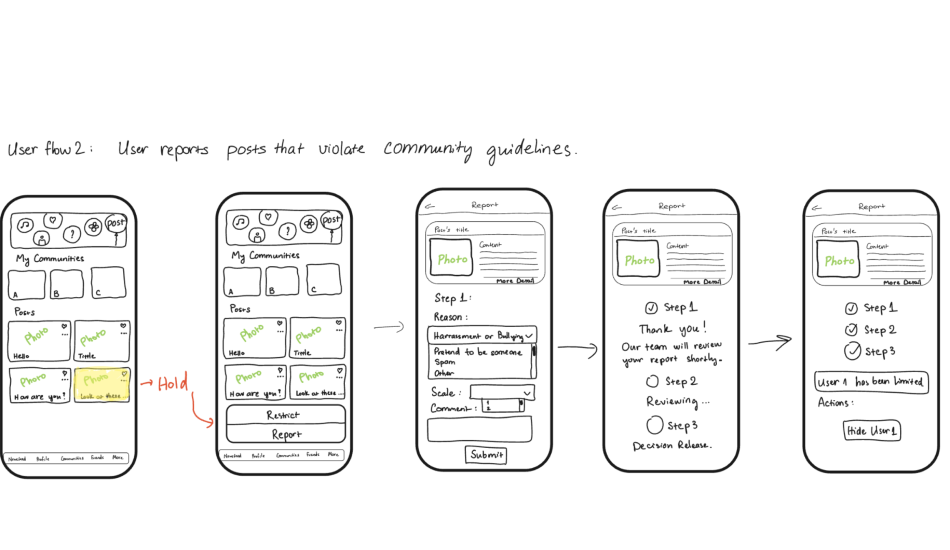 User flow 2: User reports posts that violate community guidelines.
? Post
My Communities
A B C
Posts
Photo Photo
Hello Tittle
Photo Photo
How are you? Look at these
Newsfeed Profile Communities Friends More
Hold
? Post
My Communities
A B C
Posts
Photo Photo
Hello Tittle
Photo Photo
How are you? Look at these ...
Restrict
Report
Newsfeed Profile Communities Friends More
Report
Post's title
Photo
Content
More Detail
Step 1:
Reason:
Harrasment or Bullying
Pretend to be someone
Spam
Other
Scale:
1
2
Comment:
Submit
Report
Post's title
Photo
Content
More Detail
Step 1
Thank you!
Our team will review
your report shortly.
Step 2
Reviewing ...
Step 3
Decision Release.
Report
Post's title
Photo
Content
More Detail
Step 1
Step 2
Step 3
User 1 has been limited
Actions:
Hide User 1